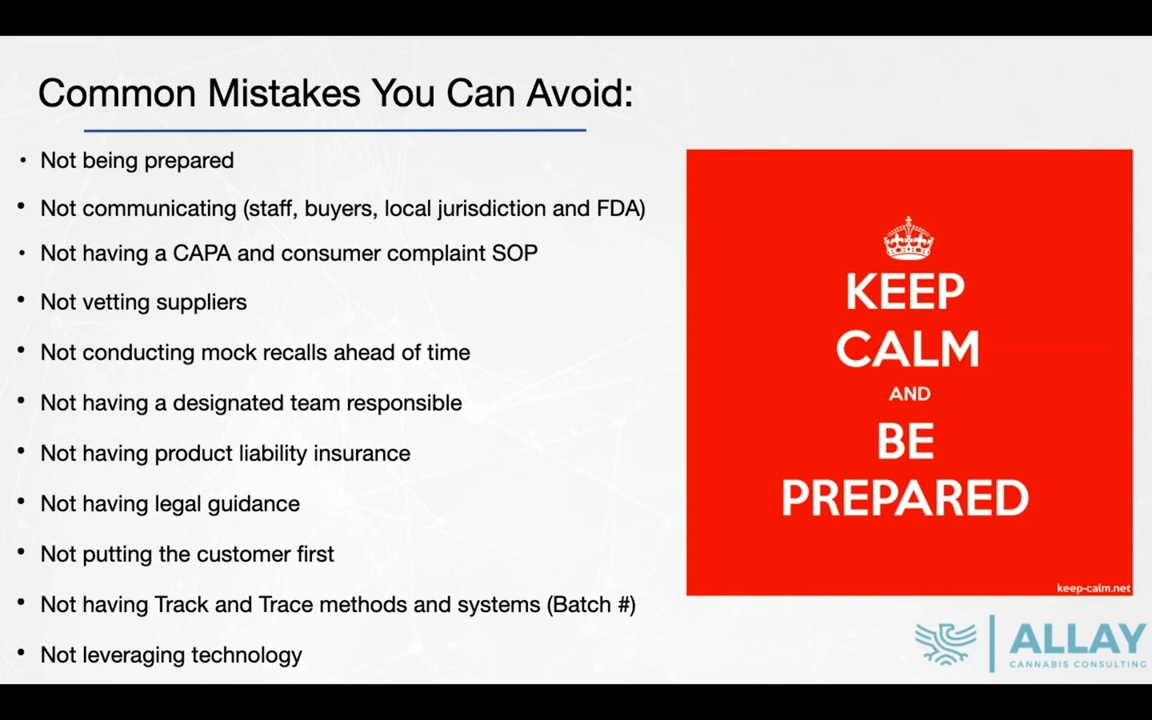 Common Mistakes You Can Avoid:
• Not being prepared
• Not communicating (staff, buyers, local jurisdiction and FDA)
• Not having a CAPA and consumer complaint SOP
• Not vetting suppliers
• Not conducting mock recalls ahead of time
• Not having a designated team responsible
• Not having product liability insurance
• Not having legal guidance
• Not putting the customer first
• Not having Track and Trace methods and systems (Batch #)
• Not leveraging technology
KEEP
CALM
AND
BE
PREPARED
keep-calm.net
ALLAY
CANNABIS CONSULTING